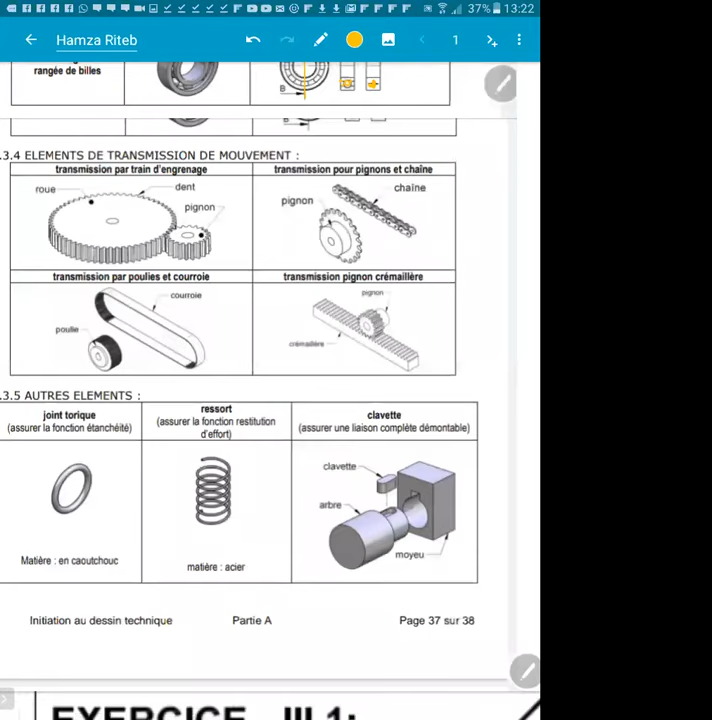 37% 13:22
Hamza Riteb
1
rangée de billes
B
B
.3.4 ELEMENTS DE TRANSMISSION DE MOUVEMENT :
transmission par train d'engrenage
transmission pour pignons et chaîne
roue
dent
pignon
pignon
chaîne
transmission par poulies et courroie
transmission pignon crémaillère
courroie
poulie
pignon
crémaillère
.3.5 AUTRES ELEMENTS :
joint torique
(assurer la fonction étanchéité)
ressort
(assurer la fonction restitution
d'effort)
clavette
(assurer une liaison complète démontable)
clavette
arbre
moyeu
Matière : en caoutchouc
matière : acier
Initiation au dessin technique Partie A Page 37 sur 38
EXERCICE III 1: